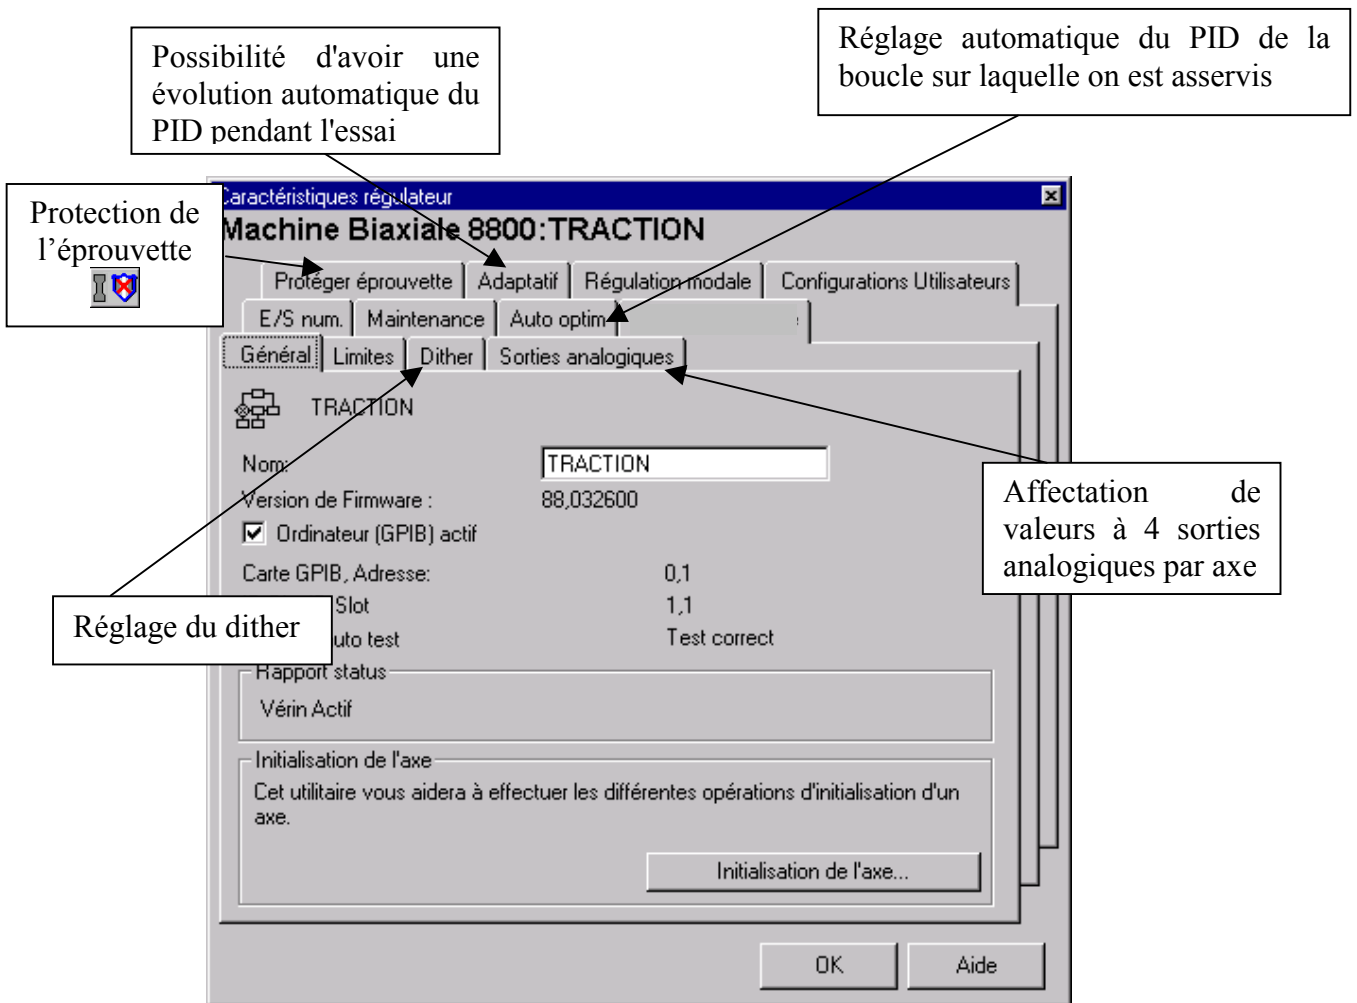 Possibilité d'avoir une
évolution automatique du
PID pendant l'essai
Réglage automatique du PID de la
boucle sur laquelle on est asservis
Protection de
l'éprouvette
Caractéristiques régulateur
Machine Biaxiale 8800:TRACTION
Protéger éprouvette Adaptatif Régulation modale Configurations Utilisateurs
E/S num. Maintenance Auto optim
Général Limites Dither Sorties analogiques
TRACTION
Nom: TRACTION
Version de Firmware : 88,032600
Ordinateur (GPIB) actif
Carte GPIB, Adresse: 0,1
Slot 1,1
uto test Test correct
Affectation de
valeurs à 4 sorties
analogiques par axe
Réglage du dither
Rapport status
Vérin Actif
Initialisation de l'axe
Cet utilitaire vous aidera à effectuer les différentes opérations d'initialisation d'un
axe.
Initialisation de l'axe...
OK Aide